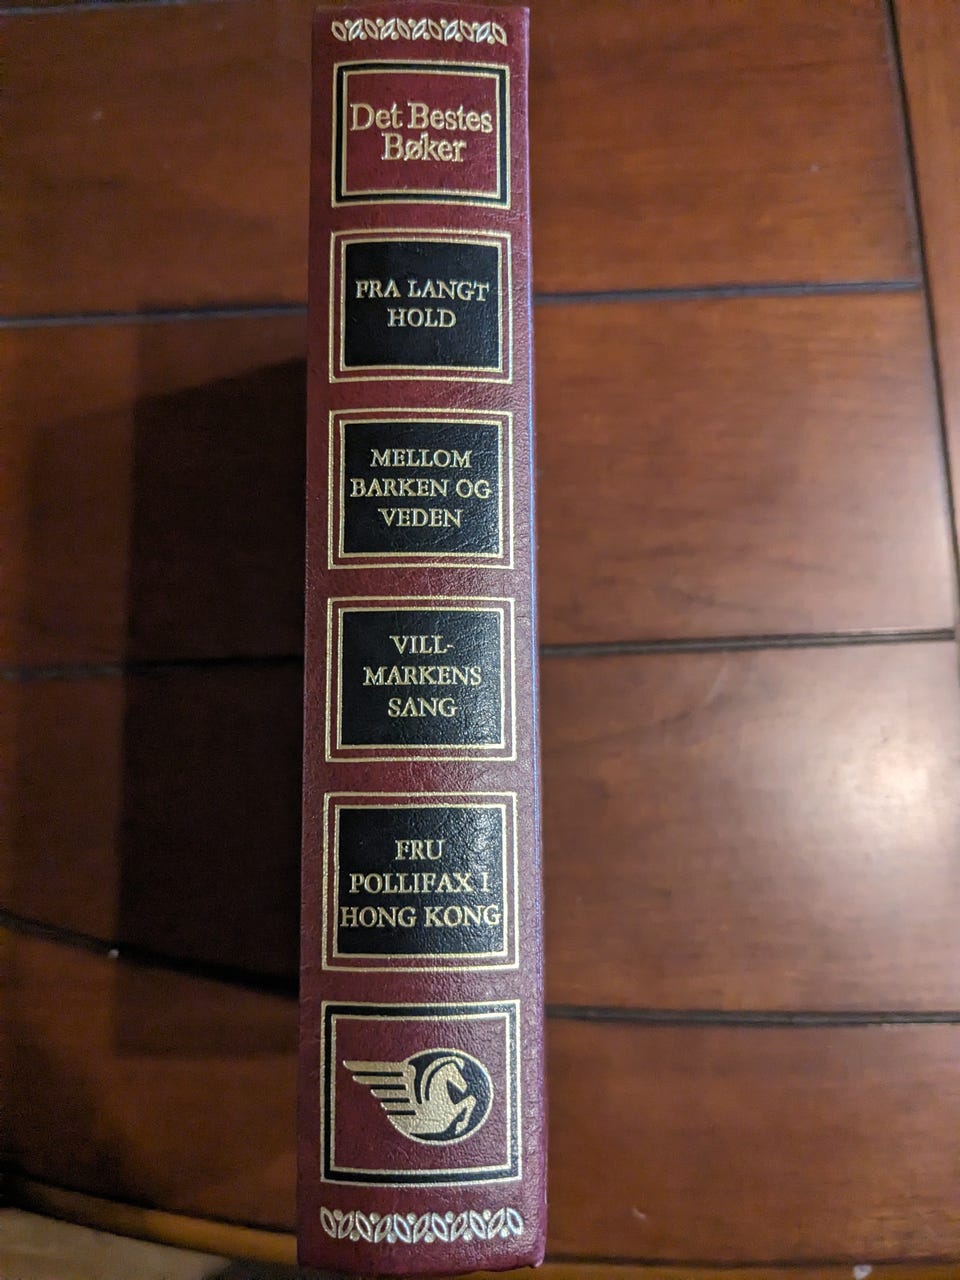 Det Bestes
Bøker
FRA LANGT
HOLD
MELLOM
BARKEN OG
VEDEN
VILL-
MARKENS
SANG
FRU
POLLIFAX I
HONG KONG